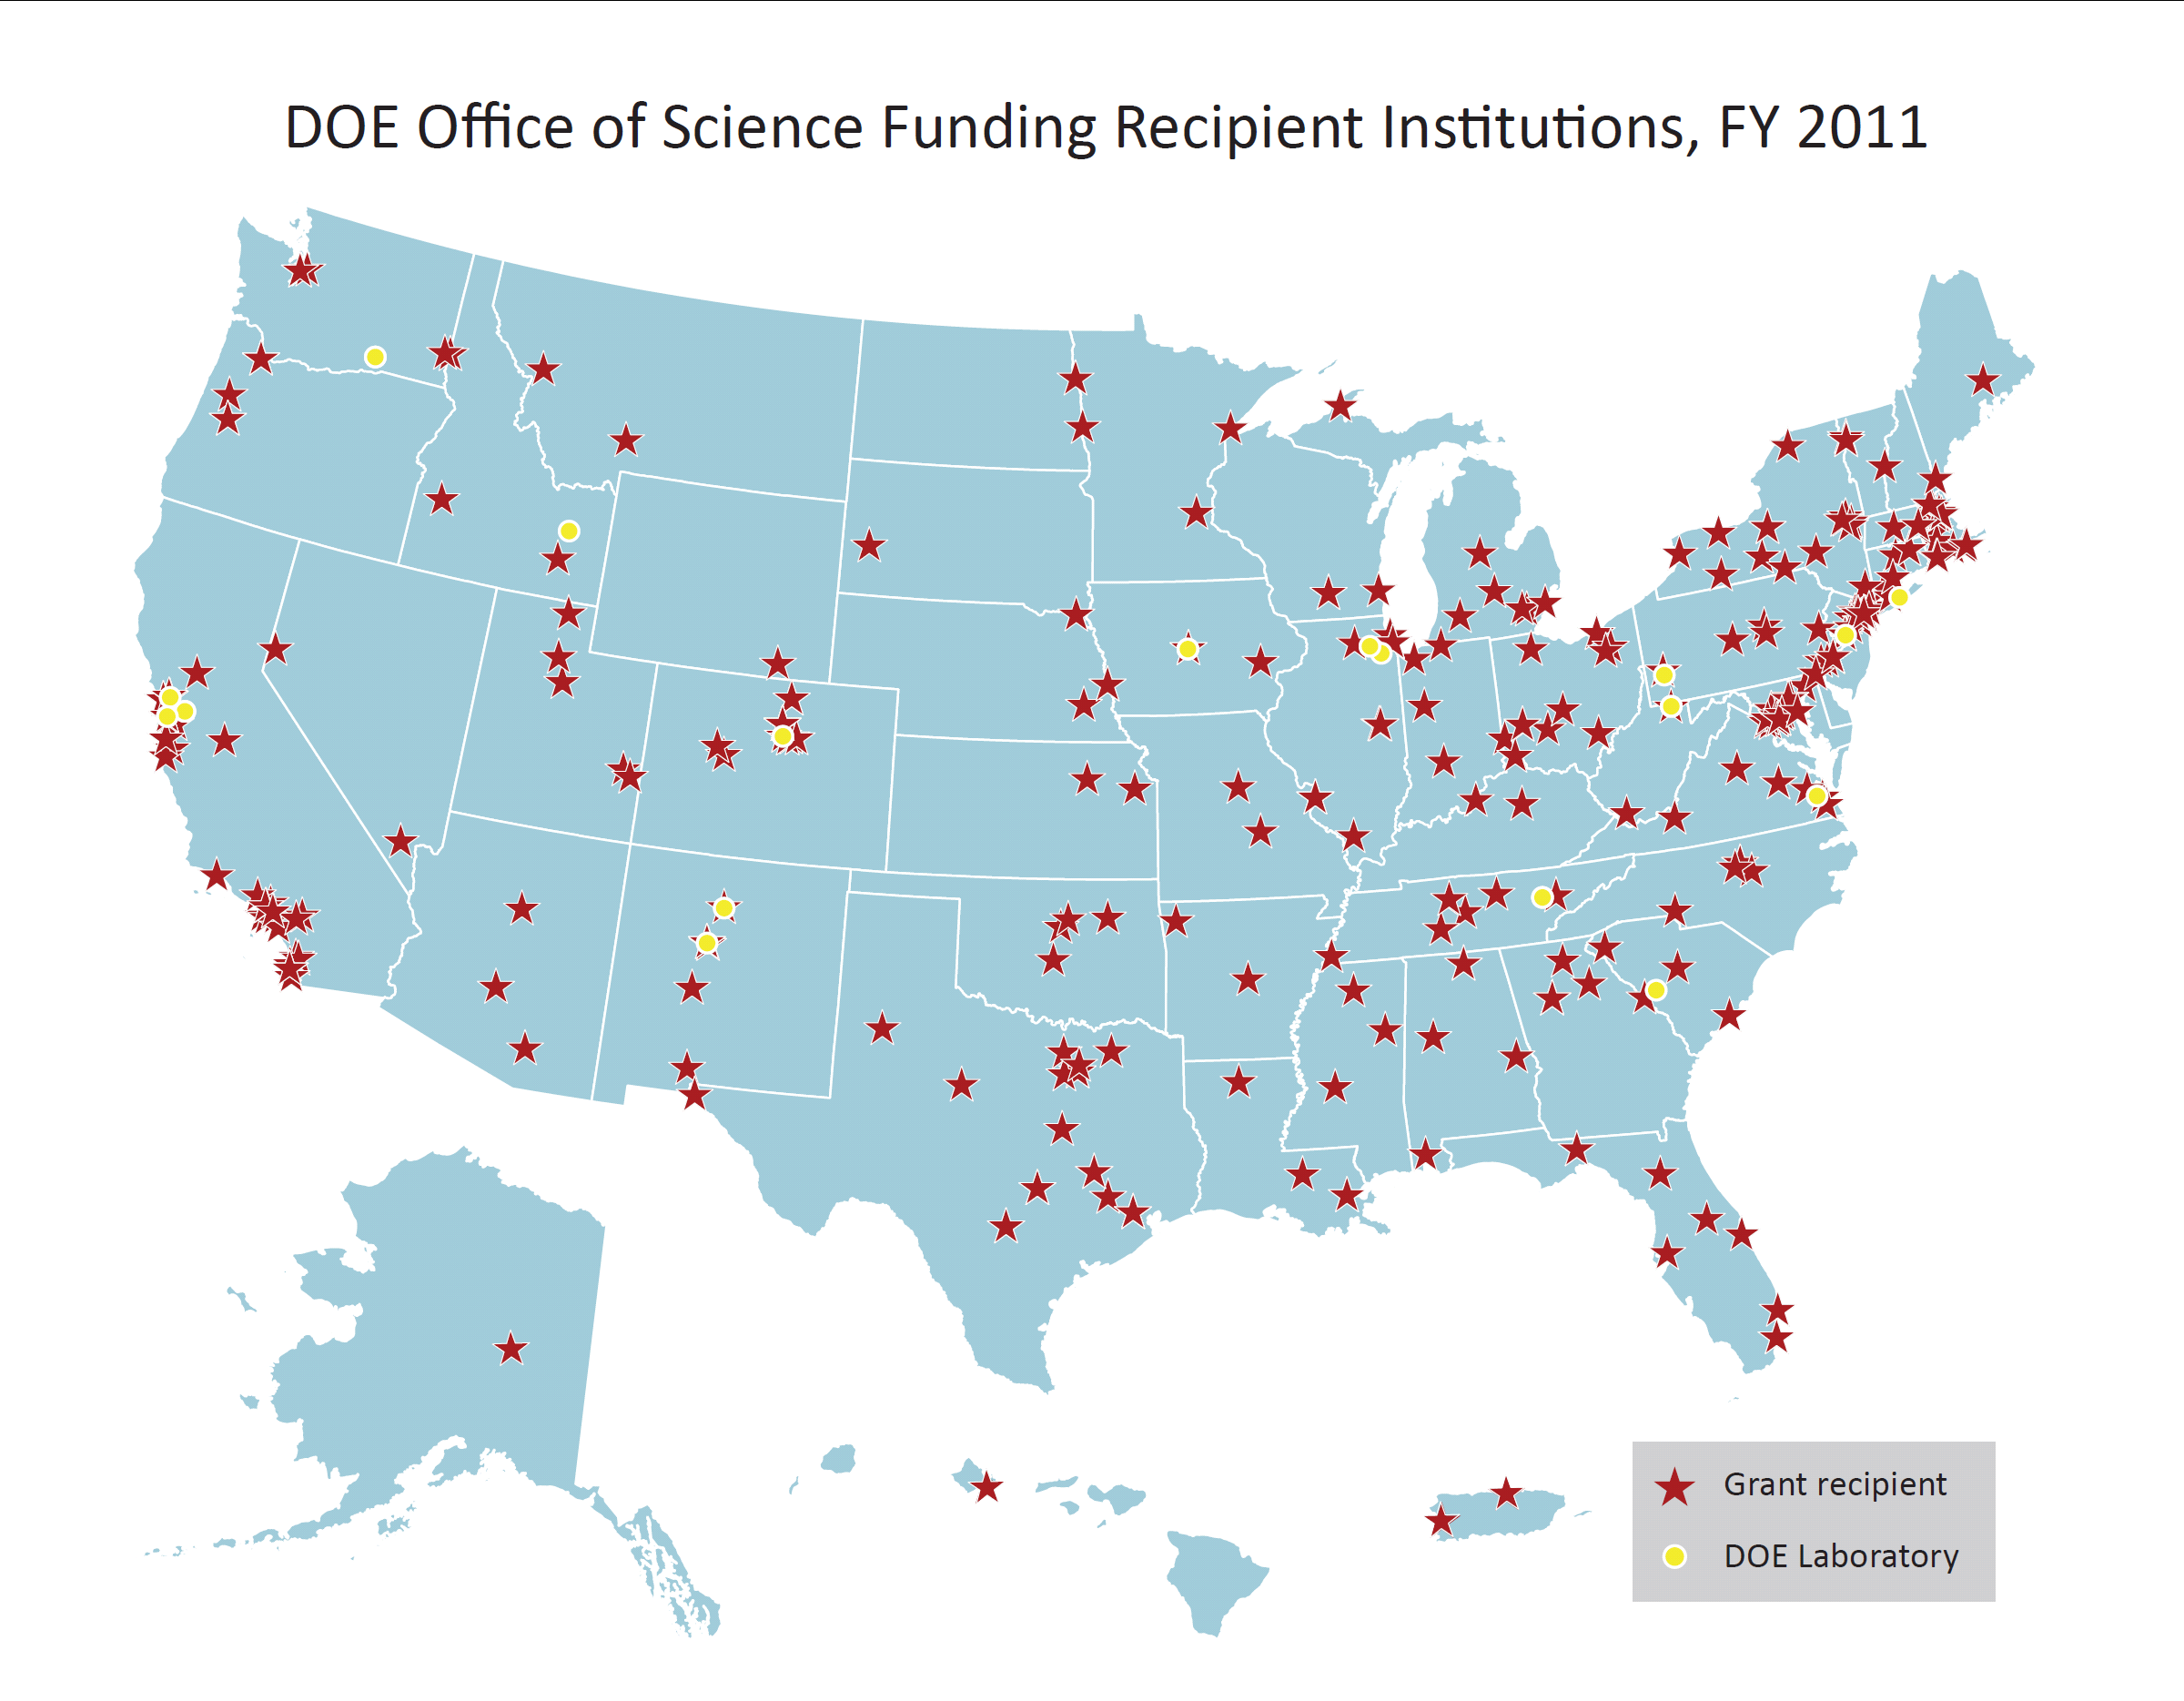 DOE Office of Science Funding Recipient Institutions, FY 2011
Grant recipient
DOE Laboratory